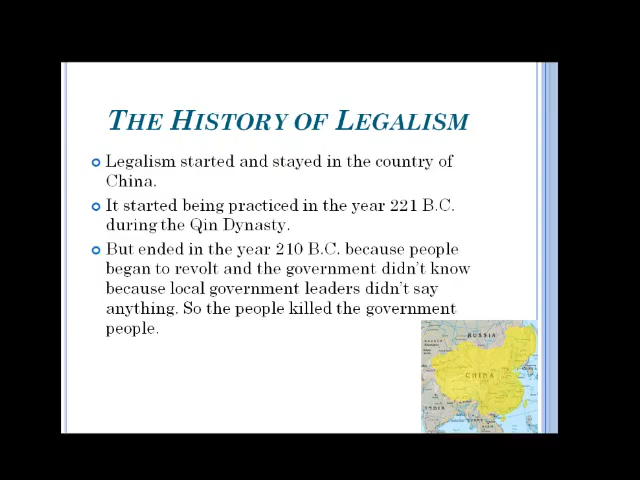 THE HISTORY OF LEGALISM
Legalism started and stayed in the country of
China.
It started being practiced in the year 221 B.C.
during the Qin Dynasty.
But ended in the year 210 B.C. because people
began to revolt and the government didn't know
because local government leaders didn't say
anything. So the people killed the government
people.
RUSSIA
CHINA
INDIA